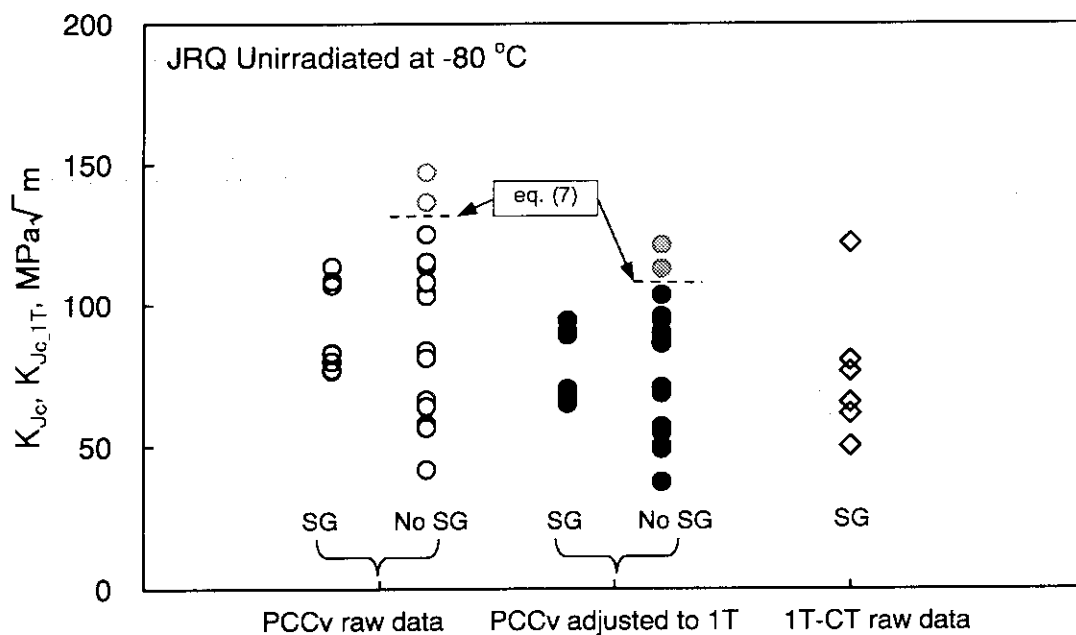 200
JRQ Unirradiated at -80 °C
150
eq. (7)
100
K_Jc, K_Jc_1T, MPa√m
50
SG No SG SG No SG SG
0
PCCv raw data PCCv adjusted to 1T 1T-CT raw data